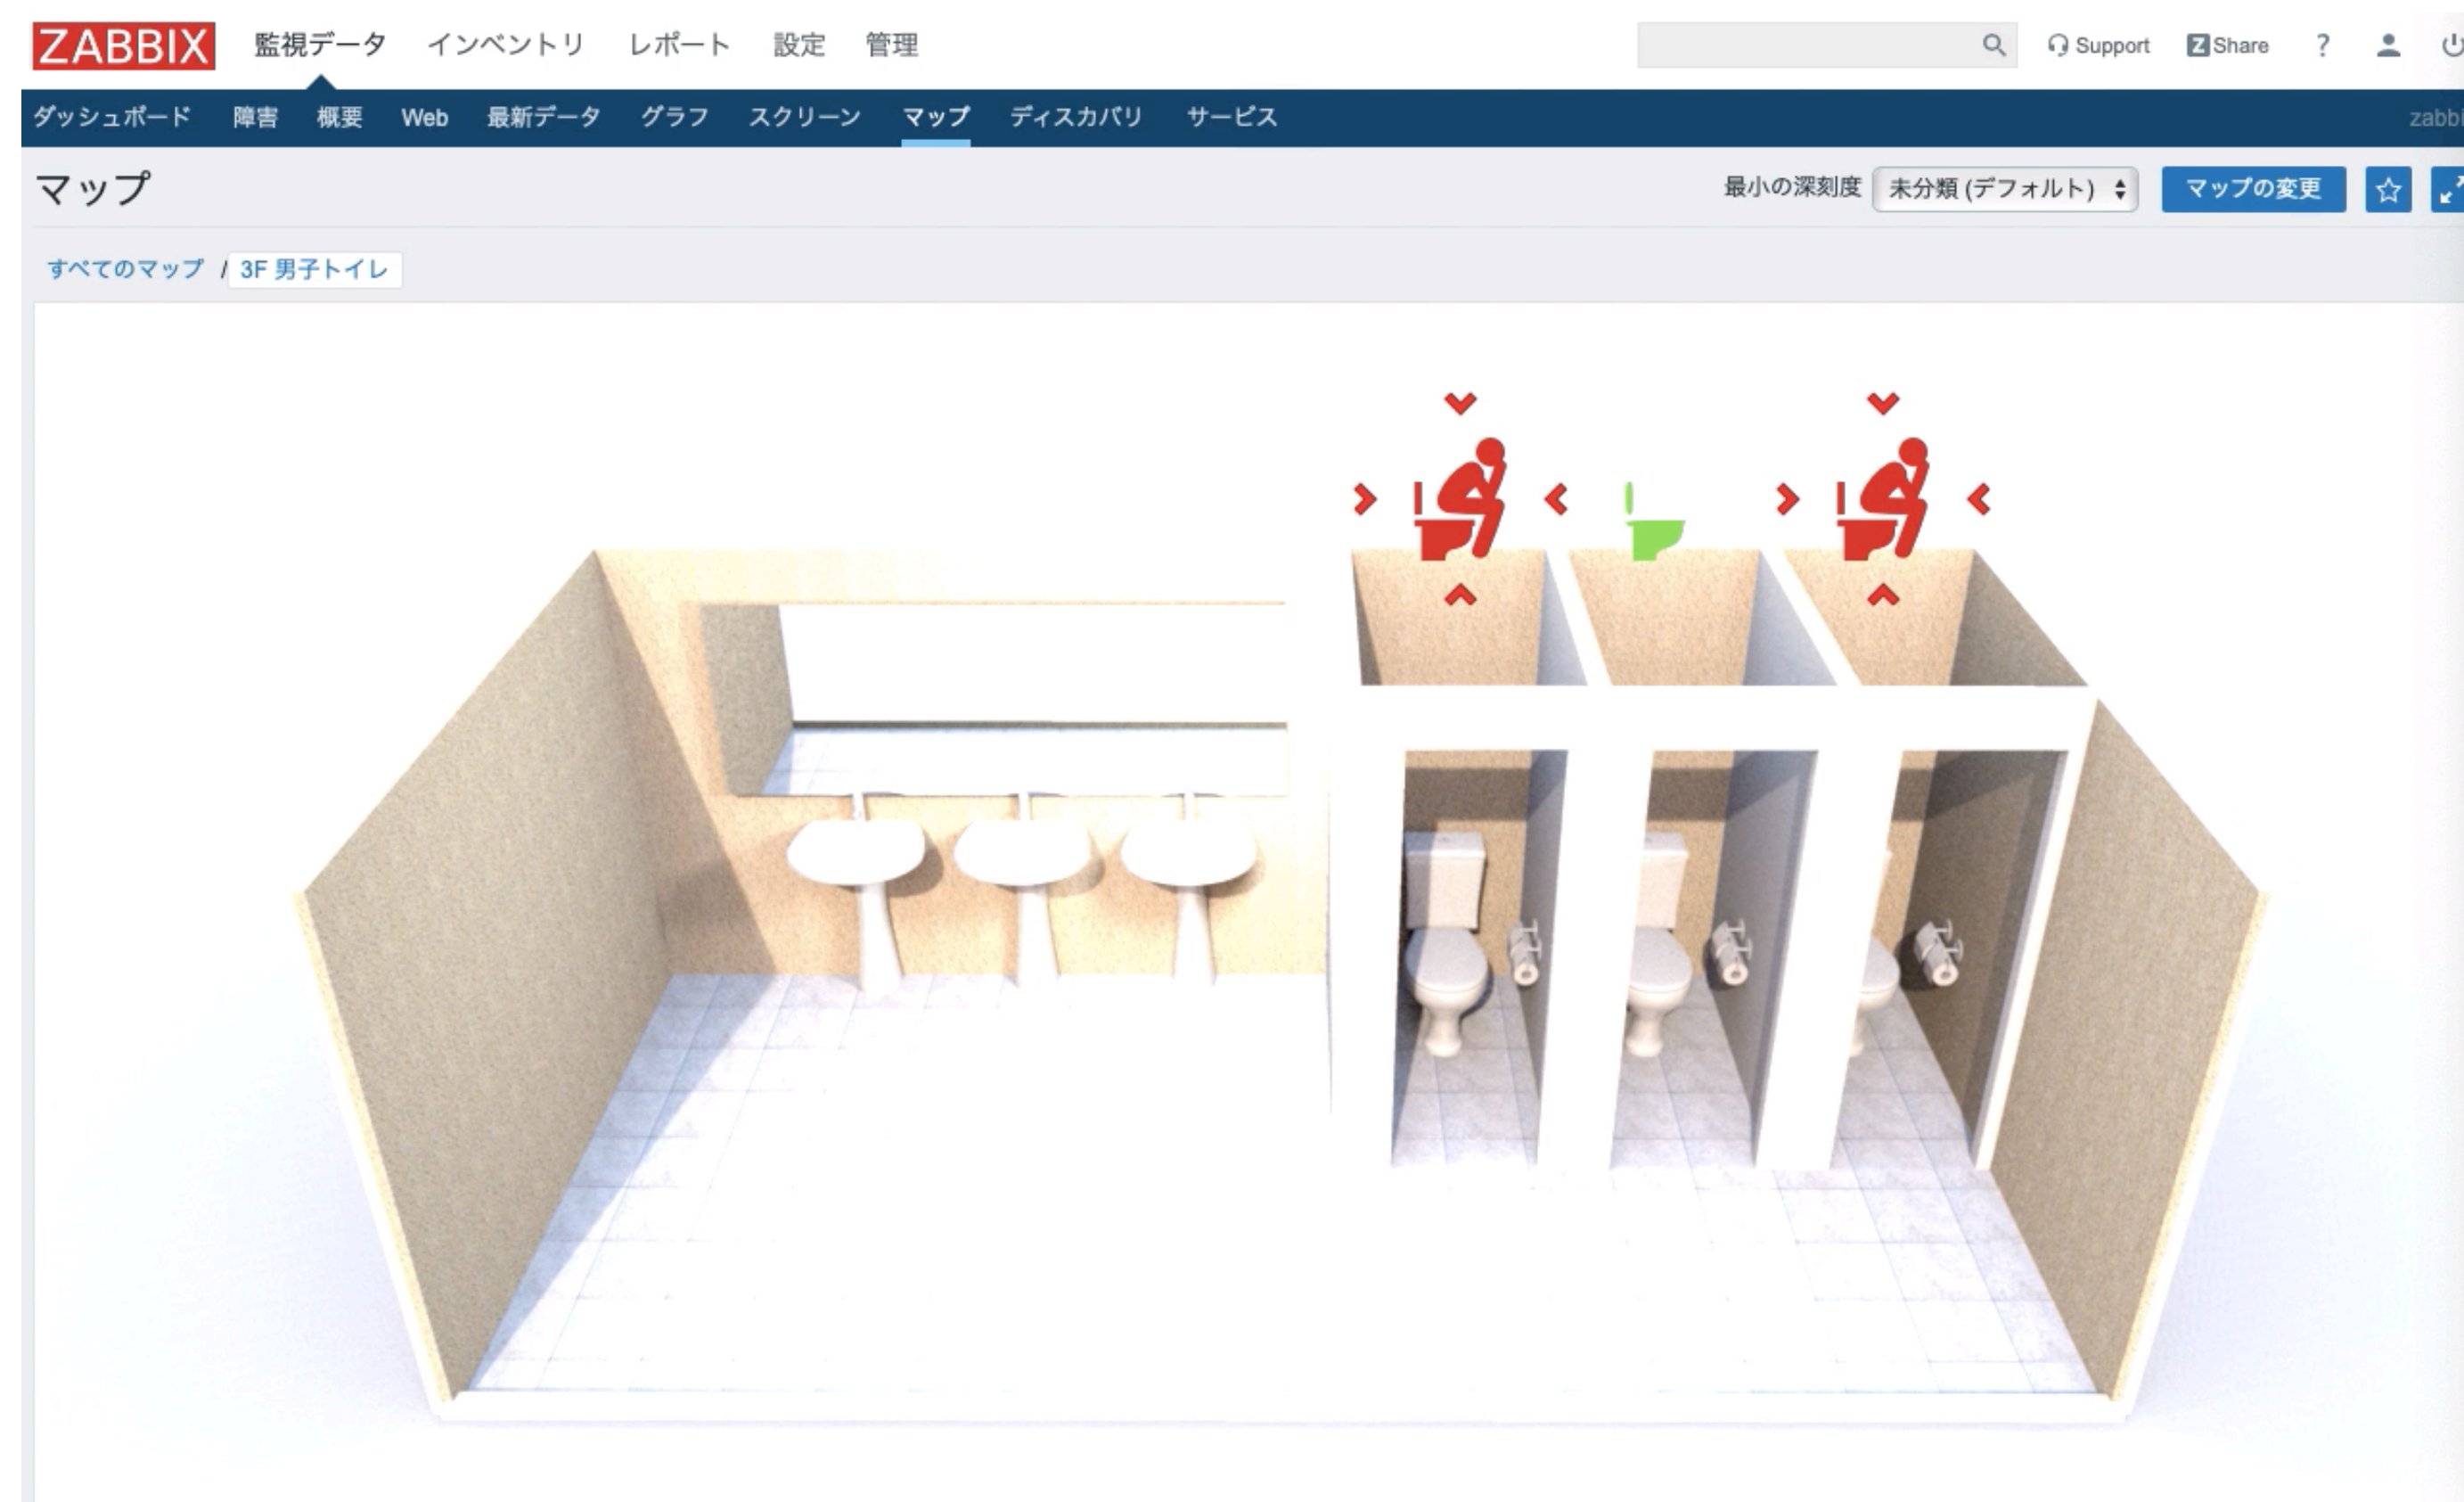 ZABBIX 監視データ インベントリ レポート 設定 管理 Support Z Share ?
ダッシュボード 障害 概要 Web 最新データ グラフ スクリーン マップ ディスカバリ サービス zabbi
マップ 最小の深刻度 未分類 (デフォルト) マップの変更
すべてのマップ / 3F 男子トイレ